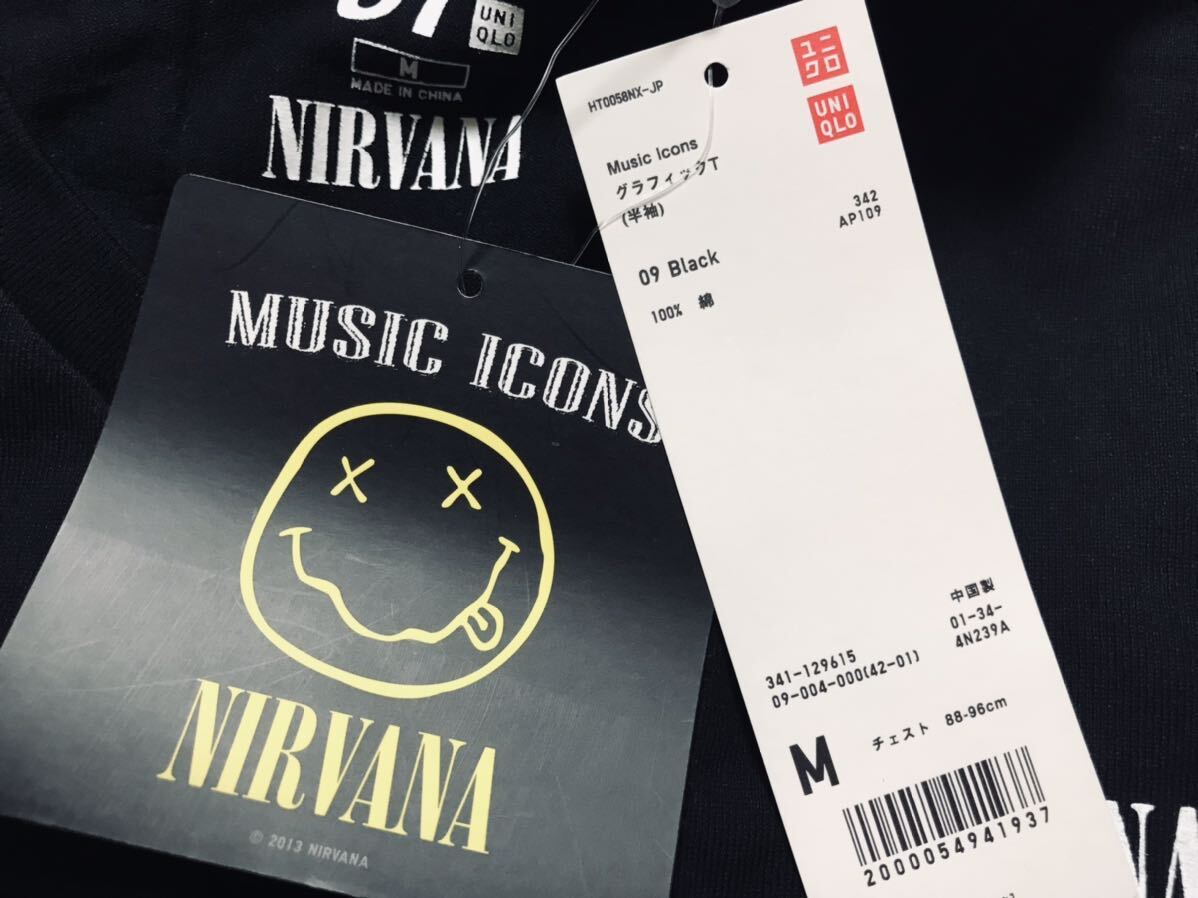 UNI
QLO
M
MADE IN CHINA
NIRVANA
MUSIC ICONS
NIRVANA
© 2013 NIRVANA
HT0058NX-JP
ユニ
クロ
UNI
QLO
Music Icons
グラフィックT
(半袖)
342
AP109
09 Black
100% 綿
中国製
01-34-
4N239A
341-129615
09-004-000(42-01)
M
チェスト 88-96cm
2000054941937